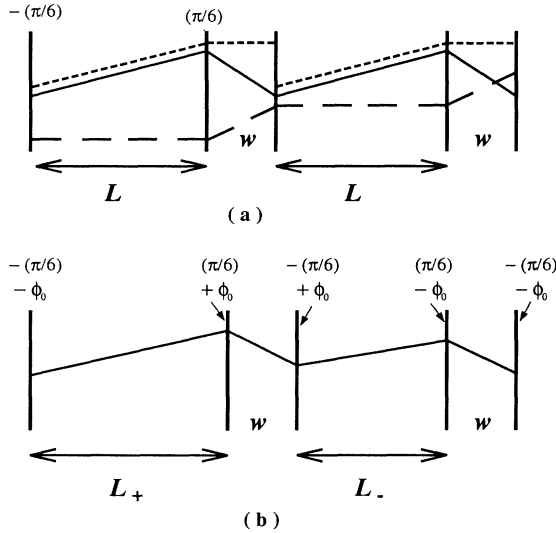 − (π/6) (π/6)
w w
L L
( a )
− (π/6) (π/6) − (π/6) (π/6) − (π/6)
− ϕ₀ + ϕ₀ + ϕ₀ − ϕ₀ − ϕ₀
w w
L₊ L₋
( b )